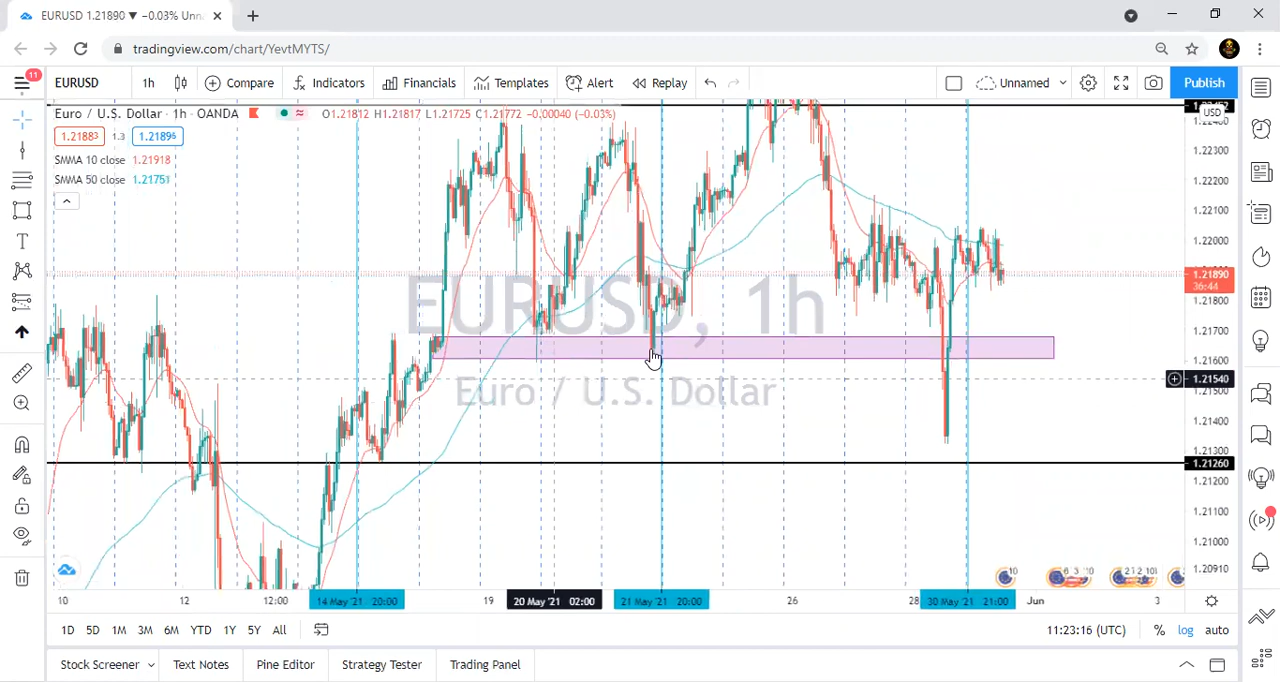 EURUSD 1.21890 ▼ −0.03% Unna
tradingview.com/chart/YevtMYTS/
11
EURUSD 1h Compare Indicators Financials Templates Alert Replay Unnamed Publish
Euro / U.S. Dollar · 1h · OANDA O1.21812 H1.21817 L1.21725 C1.21772 −0.00040 (−0.03%)
1.21883 1.3 1.21896
SMMA 10 close 1.21918
SMMA 50 close 1.21751
USD
1.22300
1.22200
1.22100
1.22000
1.21890
36:44
1.21800
1.21700
1.21600
1.21540
1.21500
1.21400
1.21300
1.21260
1.21200
1.21100
1.21000
1.20910
EURUSD, 1h
Euro / U.S. Dollar
10 12 12:00 14 May '21 20:00 19 20 May '21 02:00 21 May '21 20:00 26 28 30 May '21 21:00 Jun 3
1D 5D 1M 3M 6M YTD 1Y 5Y All 11:23:16 (UTC) % log auto
Stock Screener Text Notes Pine Editor Strategy Tester Trading Panel